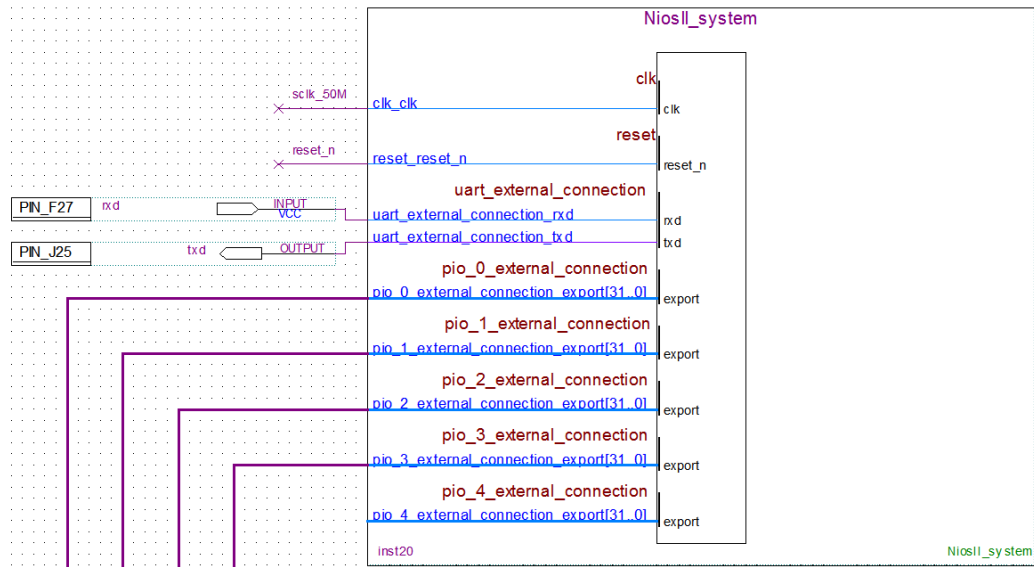 NiosII_system
clk
sclk_50M
clk_clk
clk
reset
reset_n
reset_reset_n
reset_n
uart_external_connection
PIN_F27
rxd
INPUT
VCC
uart_external_connection_rxd
rxd
PIN_J25
txd
OUTPUT
uart_external_connection_txd
txd
pio_0_external_connection
pio_0_external_connection_export[31..0]
export
pio_1_external_connection
pio_1_external_connection_export[31..0]
export
pio_2_external_connection
pio_2_external_connection_export[31..0]
export
pio_3_external_connection
pio_3_external_connection_export[31..0]
export
pio_4_external_connection
pio_4_external_connection_export[31..0]
export
inst20
NiosII_system